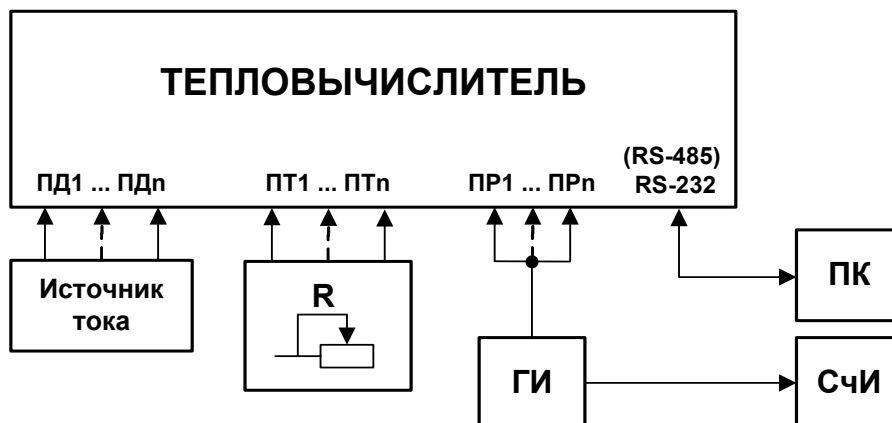 ТЕПЛОВЫЧИСЛИТЕЛЬ
(RS-485)
ПД1 ... ПДn ПТ1 ... ПТn ПР1 ... ПРn RS-232
Источник
тока
R
ПК
ГИ
СчИ